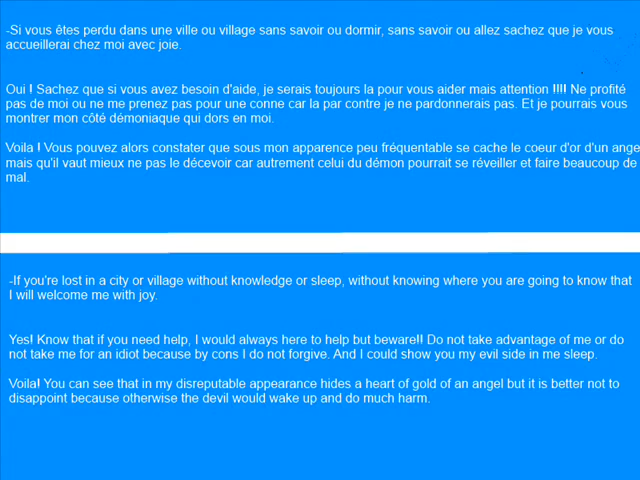 -Si vous êtes perdu dans une ville ou village sans savoir ou dormir, sans savoir ou allez sachez que je vous
accueillerai chez moi avec joie.
Oui ! Sachez que si vous avez besoin d'aide, je serais toujours la pour vous aider mais attention !!!! Ne profité
pas de moi ou ne me prenez pas pour une conne car la par contre je ne pardonnerais pas. Et je pourrais vous
montrer mon côté démoniaque qui dors en moi.
Voila ! Vous pouvez alors constater que sous mon apparence peu fréquentable se cache le coeur d'or d'un ange
mais qu'il vaut mieux ne pas le décevoir car autrement celui du démon pourrait se réveiller et faire beaucoup de
mal.
-If you're lost in a city or village without knowledge or sleep, without knowing where you are going to know that
I will welcome me with joy.
Yes! Know that if you need help, I would always here to help but beware!! Do not take advantage of me or do
not take me for an idiot because by cons I do not forgive. And I could show you my evil side in me sleep.
Voila! You can see that in my disreputable appearance hides a heart of gold of an angel but it is better not to
disappoint because otherwise the devil would wake up and do much harm.